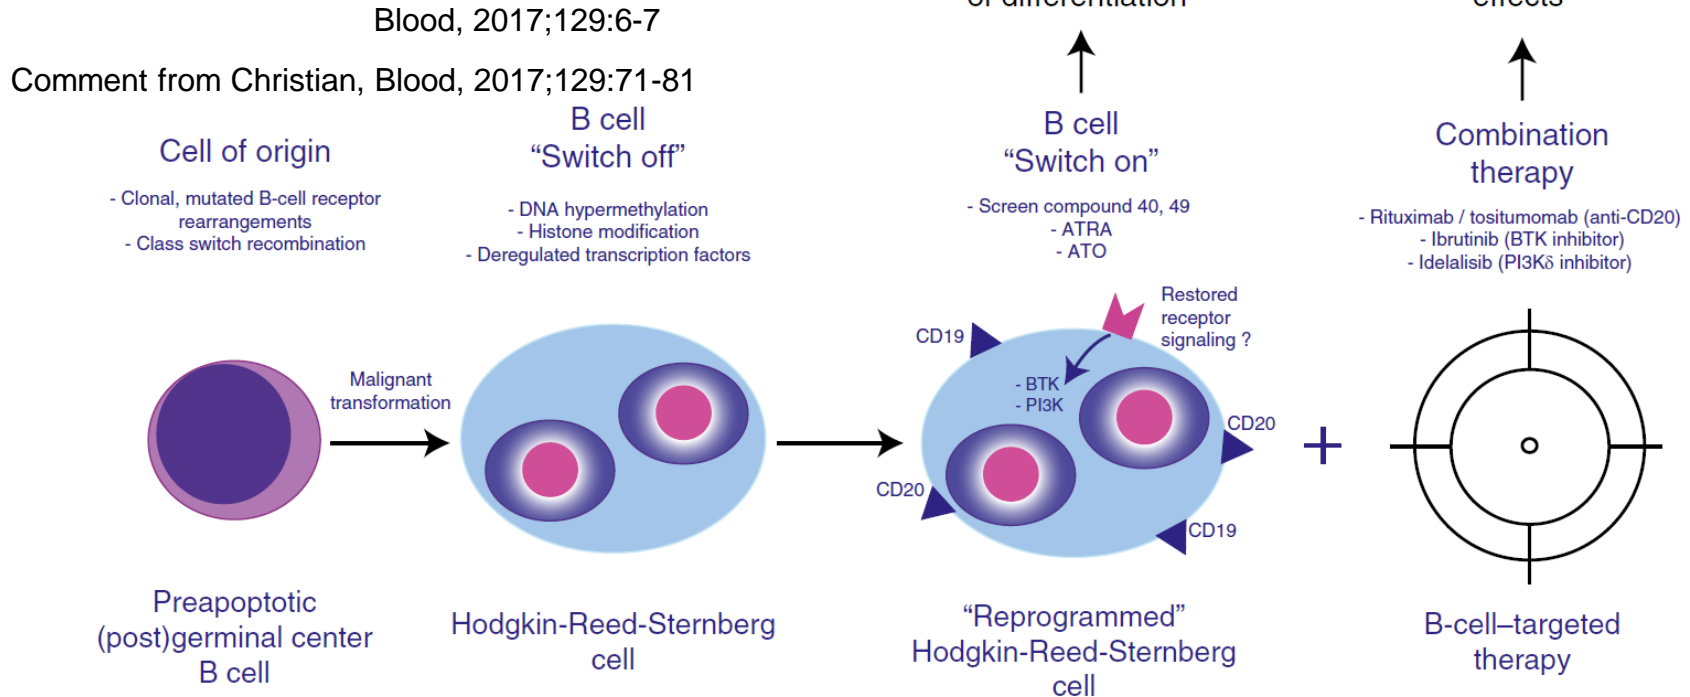 of differentiation
effects
Blood, 2017;129:6-7
Comment from Christian, Blood, 2017;129:71-81
Cell of origin
- Clonal, mutated B-cell receptor
rearrangements
- Class switch recombination
B cell
“Switch off”
- DNA hypermethylation
- Histone modification
- Deregulated transcription factors
B cell
“Switch on”
- Screen compound 40, 49
- ATRA
- ATO
Combination
therapy
- Rituximab / tositumomab (anti-CD20)
- Ibrutinib (BTK inhibitor)
- Idelalisib (PI3Kδ inhibitor)
Malignant
transformation
CD19
Restored
receptor
signaling ?
- BTK
- PI3K
CD20
CD20
CD19
+
Preapoptotic
(post)germinal center
B cell
Hodgkin-Reed-Sternberg
cell
“Reprogrammed”
Hodgkin-Reed-Sternberg
cell
B-cell–targeted
therapy